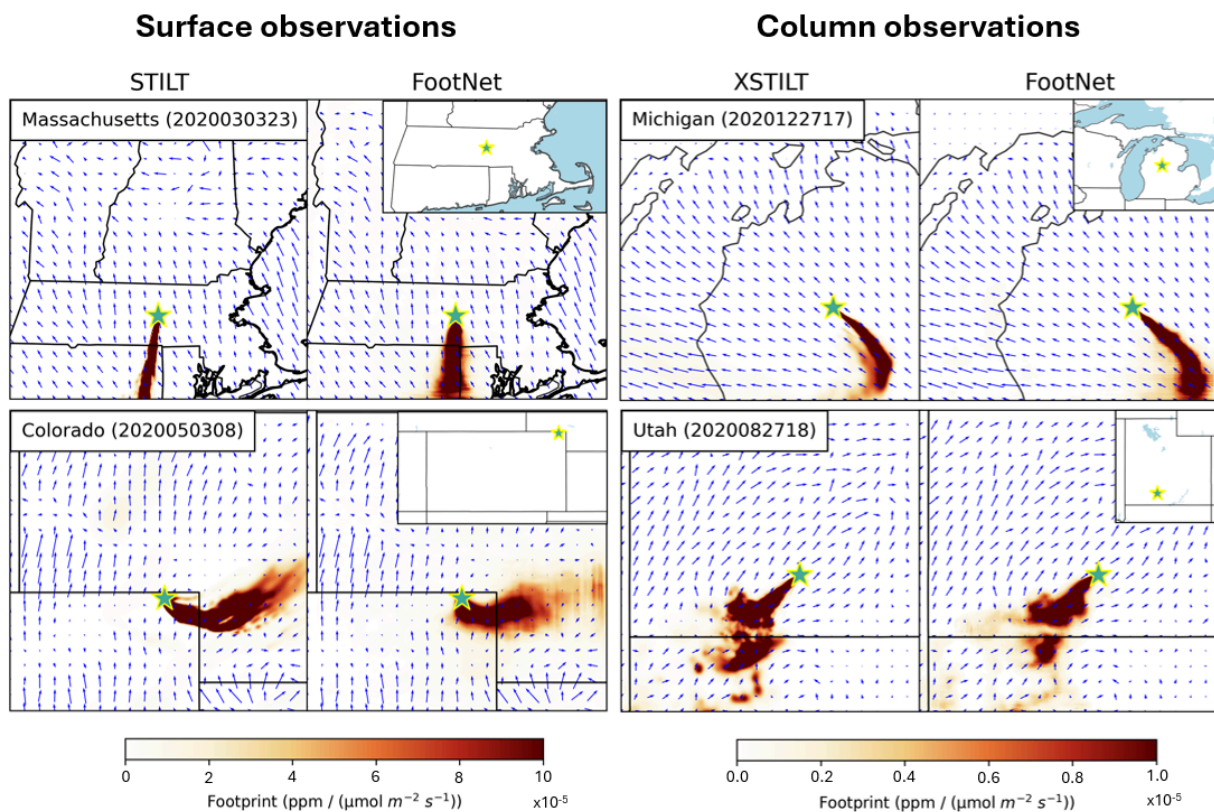 Surface observations
Column observations
STILT
FootNet
XSTILT
FootNet
Massachusetts (2020030323)
Michigan (2020122717)
Colorado (2020050308)
Utah (2020082718)
0 2 4 6 8 10
Footprint (ppm / (μmol m⁻² s⁻¹)) x10⁻⁵
0.0 0.2 0.4 0.6 0.8 1.0
Footprint (ppm / (μmol m⁻² s⁻¹)) x10⁻⁵